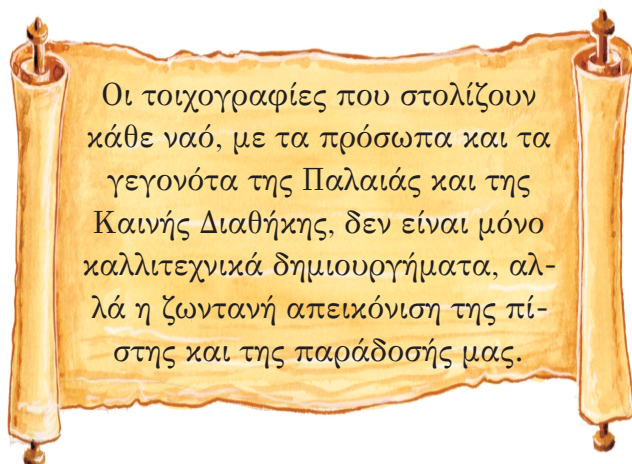 Οι τοιχογραφίες που στολίζουν
κάθε ναό, με τα πρόσωπα και τα
γεγονότα της Παλαιάς και της
Καινής Διαθήκης, δεν είναι μόνο
καλλιτεχνικά δημιουργήματα, αλ-
λά η ζωντανή απεικόνιση της πί-
στης και της παράδοσής μας.